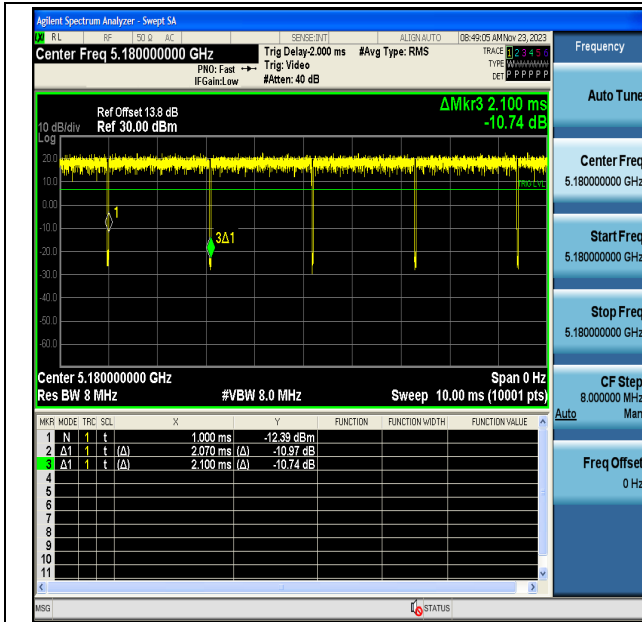 Agilent Spectrum Analyzer - Swept SA
RL RF 50 Ω AC SENSE:INT ALIGN AUTO 08:49:05 AM Nov 23, 2023
Center Freq 5.180000000 GHz
PNO: Fast
IFGain:Low
Trig Delay-2.000 ms
Trig: Video
#Atten: 40 dB
#Avg Type: RMS
TRACE 1 2 3 4 5 6
TYPE WWWWWW
DET P P P P P P
Ref Offset 13.8 dB
10 dB/div Ref 30.00 dBm
Log
ΔMkr3 2.100 ms
-10.74 dB
20.0
10.0
0.00
-10.0
-20.0
-30.0
-40.0
-50.0
-60.0
TRIG LVL
1
3Δ1
Center 5.180000000 GHz Span 0 Hz
Res BW 8 MHz #VBW 8.0 MHz Sweep 10.00 ms (10001 pts)
MKR MODE TRC SCL X Y FUNCTION FUNCTION WIDTH FUNCTION VALUE
1 N 1 t 1.000 ms -12.39 dBm
2 Δ1 1 t (Δ) 2.070 ms (Δ) -10.97 dB
3 Δ1 1 t (Δ) 2.100 ms (Δ) -10.74 dB
4
5
6
7
8
9
10
11
MSG STATUS
Frequency
Auto Tune
Center Freq
5.180000000 GHz
Start Freq
5.180000000 GHz
Stop Freq
5.180000000 GHz
CF Step
8.000000 MHz
Auto Man
Freq Offset
0 Hz